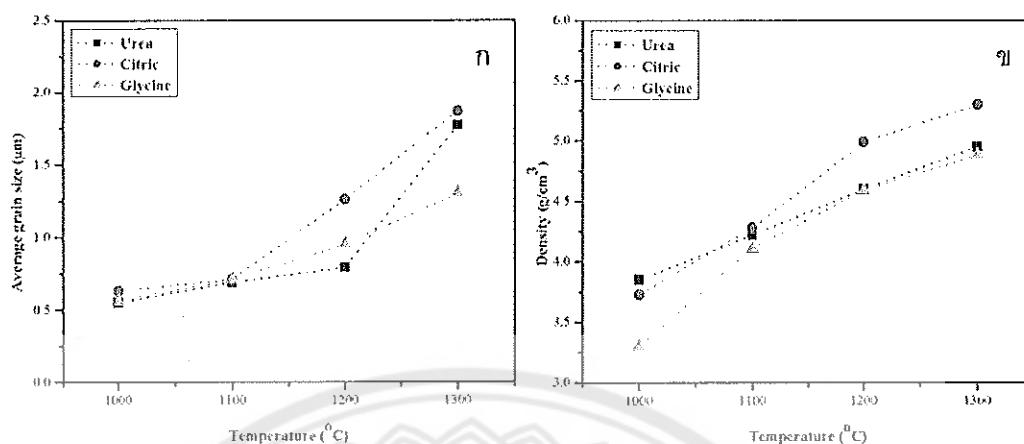 2.5
2.0
1.5
1.0
0.5
0.0
Average grain size (μm)
Urea
Citric
Glycine
ก
1000 1100 1200 1300
Temperature (⁰C)
6.0
5.5
5.0
4.5
4.0
3.5
3.0
Density (g/cm³)
Urea
Citric
Glycine
ข
1000 1100 1200 1300
Temperature (⁰C)